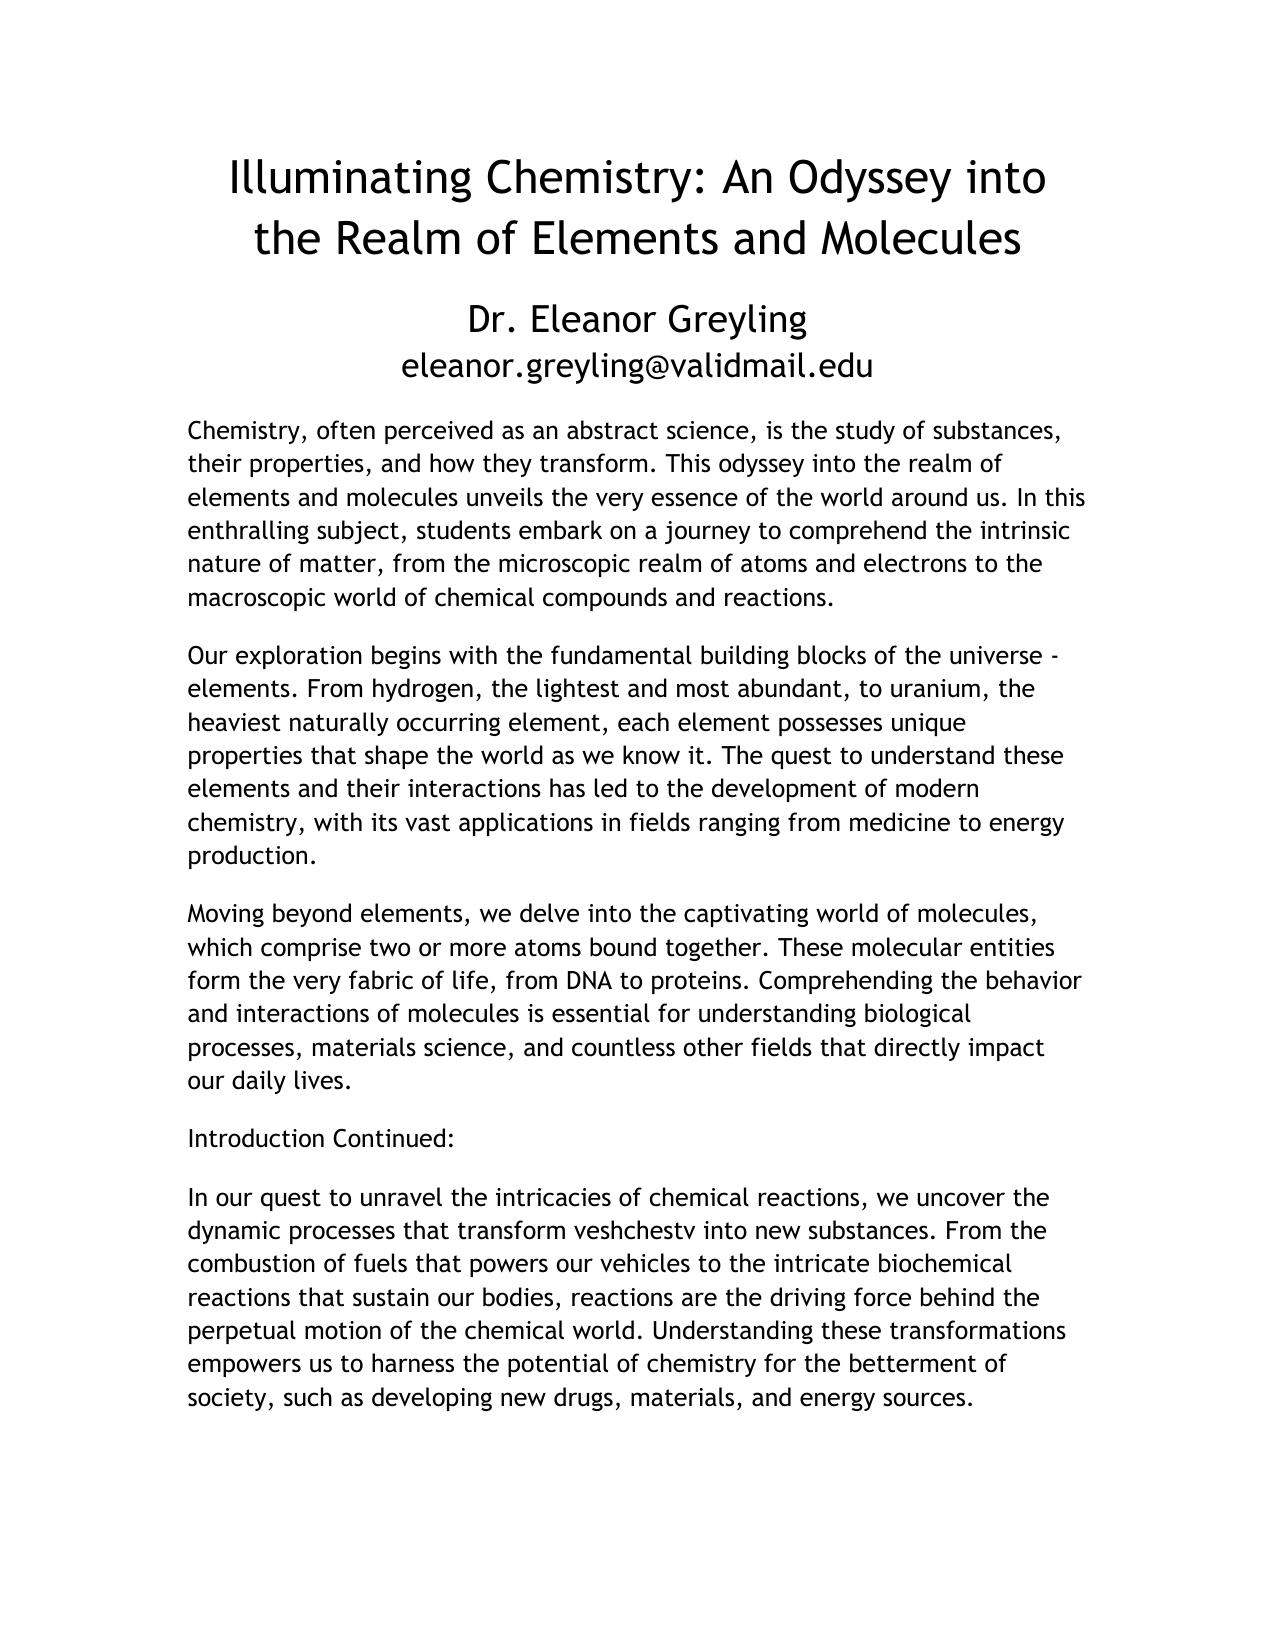 Illuminating Chemistry: An Odyssey into
the Realm of Elements and Molecules
Dr. Eleanor Greyling
eleanor.greyling@validmail.edu
Chemistry, often perceived as an abstract science, is the study of substances,
their properties, and how they transform. This odyssey into the realm of
elements and molecules unveils the very essence of the world around us. In this
enthralling subject, students embark on a journey to comprehend the intrinsic
nature of matter, from the microscopic realm of atoms and electrons to the
macroscopic world of chemical compounds and reactions.
Our exploration begins with the fundamental building blocks of the universe -
elements. From hydrogen, the lightest and most abundant, to uranium, the
heaviest naturally occurring element, each element possesses unique
properties that shape the world as we know it. The quest to understand these
elements and their interactions has led to the development of modern
chemistry, with its vast applications in fields ranging from medicine to energy
production.
Moving beyond elements, we delve into the captivating world of molecules,
which comprise two or more atoms bound together. These molecular entities
form the very fabric of life, from DNA to proteins. Comprehending the behavior
and interactions of molecules is essential for understanding biological
processes, materials science, and countless other fields that directly impact
our daily lives.
Introduction Continued:
In our quest to unravel the intricacies of chemical reactions, we uncover the
dynamic processes that transform veshchestv into new substances. From the
combustion of fuels that powers our vehicles to the intricate biochemical
reactions that sustain our bodies, reactions are the driving force behind the
perpetual motion of the chemical world. Understanding these transformations
empowers us to harness the potential of chemistry for the betterment of
society, such as developing new drugs, materials, and energy sources.